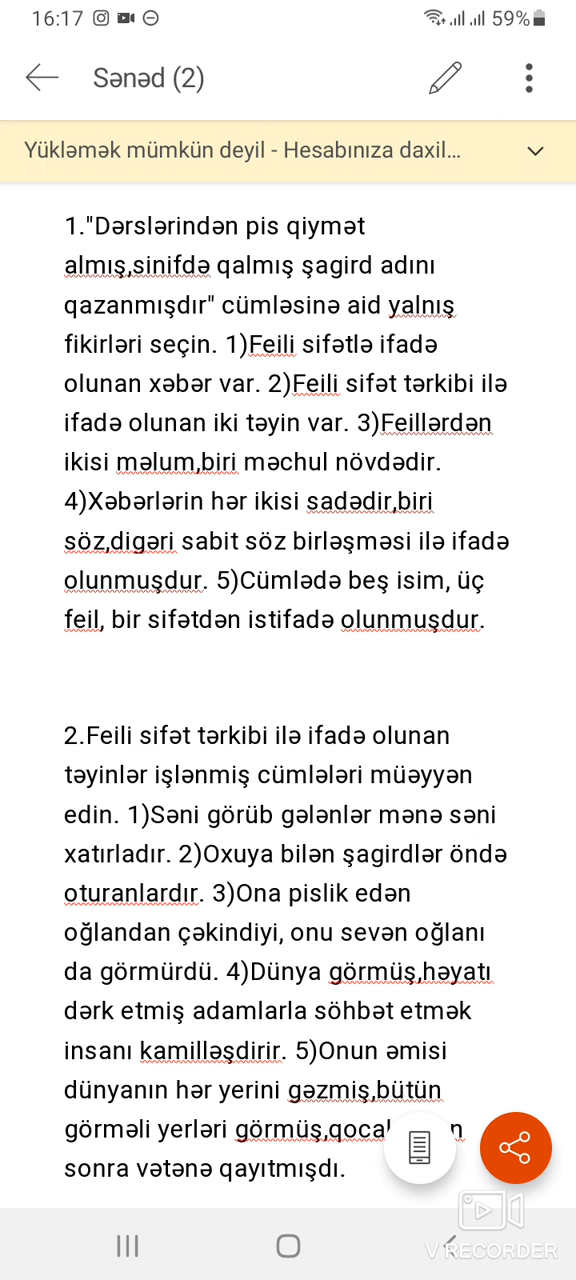 16:17 59%
Sənəd (2)
Yükləmək mümkün deyil - Hesabınıza daxil...
1."Dərslərindən pis qiymət
almış,sinifdə qalmış şagird adını
qazanmışdır" cümləsinə aid yalnış
fikirləri seçin. 1)Feili sifətlə ifadə
olunan xəbər var. 2)Feili sifət tərkibi ilə
ifadə olunan iki təyin var. 3)Feillərdən
ikisi məlum,biri məchul növdədir.
4)Xəbərlərin hər ikisi sadədir,biri
söz,digəri sabit söz birləşməsi ilə ifadə
olunmuşdur. 5)Cümlədə beş isim, üç
feil, bir sifətdən istifadə olunmuşdur.
2.Feili sifət tərkibi ilə ifadə olunan
təyinlər işlənmiş cümlələri müəyyən
edin. 1)Səni görüb gələnlər mənə səni
xatırladır. 2)Oxuya bilən şagirdlər öndə
oturanlardır. 3)Ona pislik edən
oğlandan çəkindiyi, onu sevən oğlanı
da görmürdü. 4)Dünya görmüş,həyatı
dərk etmiş adamlarla söhbət etmək
insanı kamilləşdirir. 5)Onun əmisi
dünyanın hər yerini gəzmiş,bütün
görməli yerləri görmüş
sonra vətənə qayıtmışdı.
V RECORDER